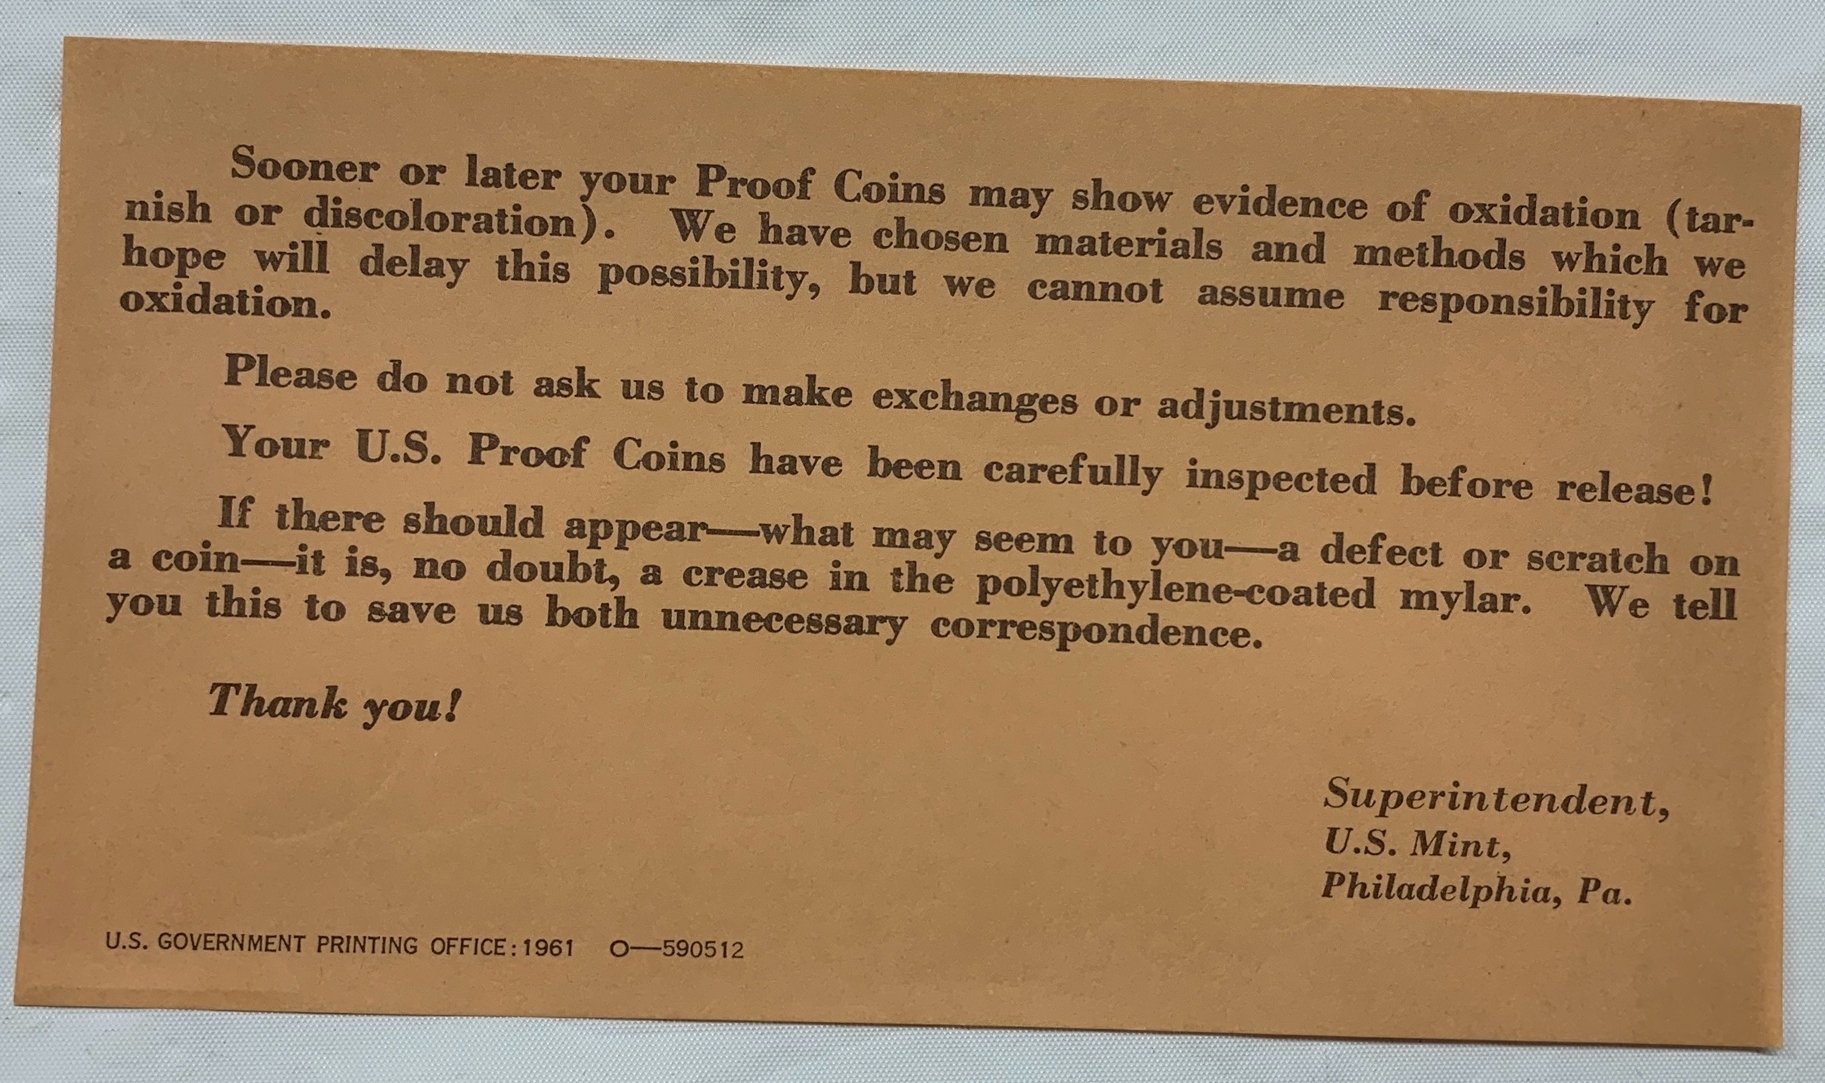 Sooner or later your Proof Coins may show evidence of oxidation (tar-
nish or discoloration). We have chosen materials and methods which we
hope will delay this possibility, but we cannot assume responsibility for
oxidation.
Please do not ask us to make exchanges or adjustments.
Your U.S. Proof Coins have been carefully inspected before release!
If there should appear—what may seem to you—a defect or scratch on
a coin—it is, no doubt, a crease in the polyethylene-coated mylar. We tell
you this to save us both unnecessary correspondence.
Thank you!
Superintendent,
U.S. Mint,
Philadelphia, Pa.
U.S. GOVERNMENT PRINTING OFFICE: 1961 O—590512